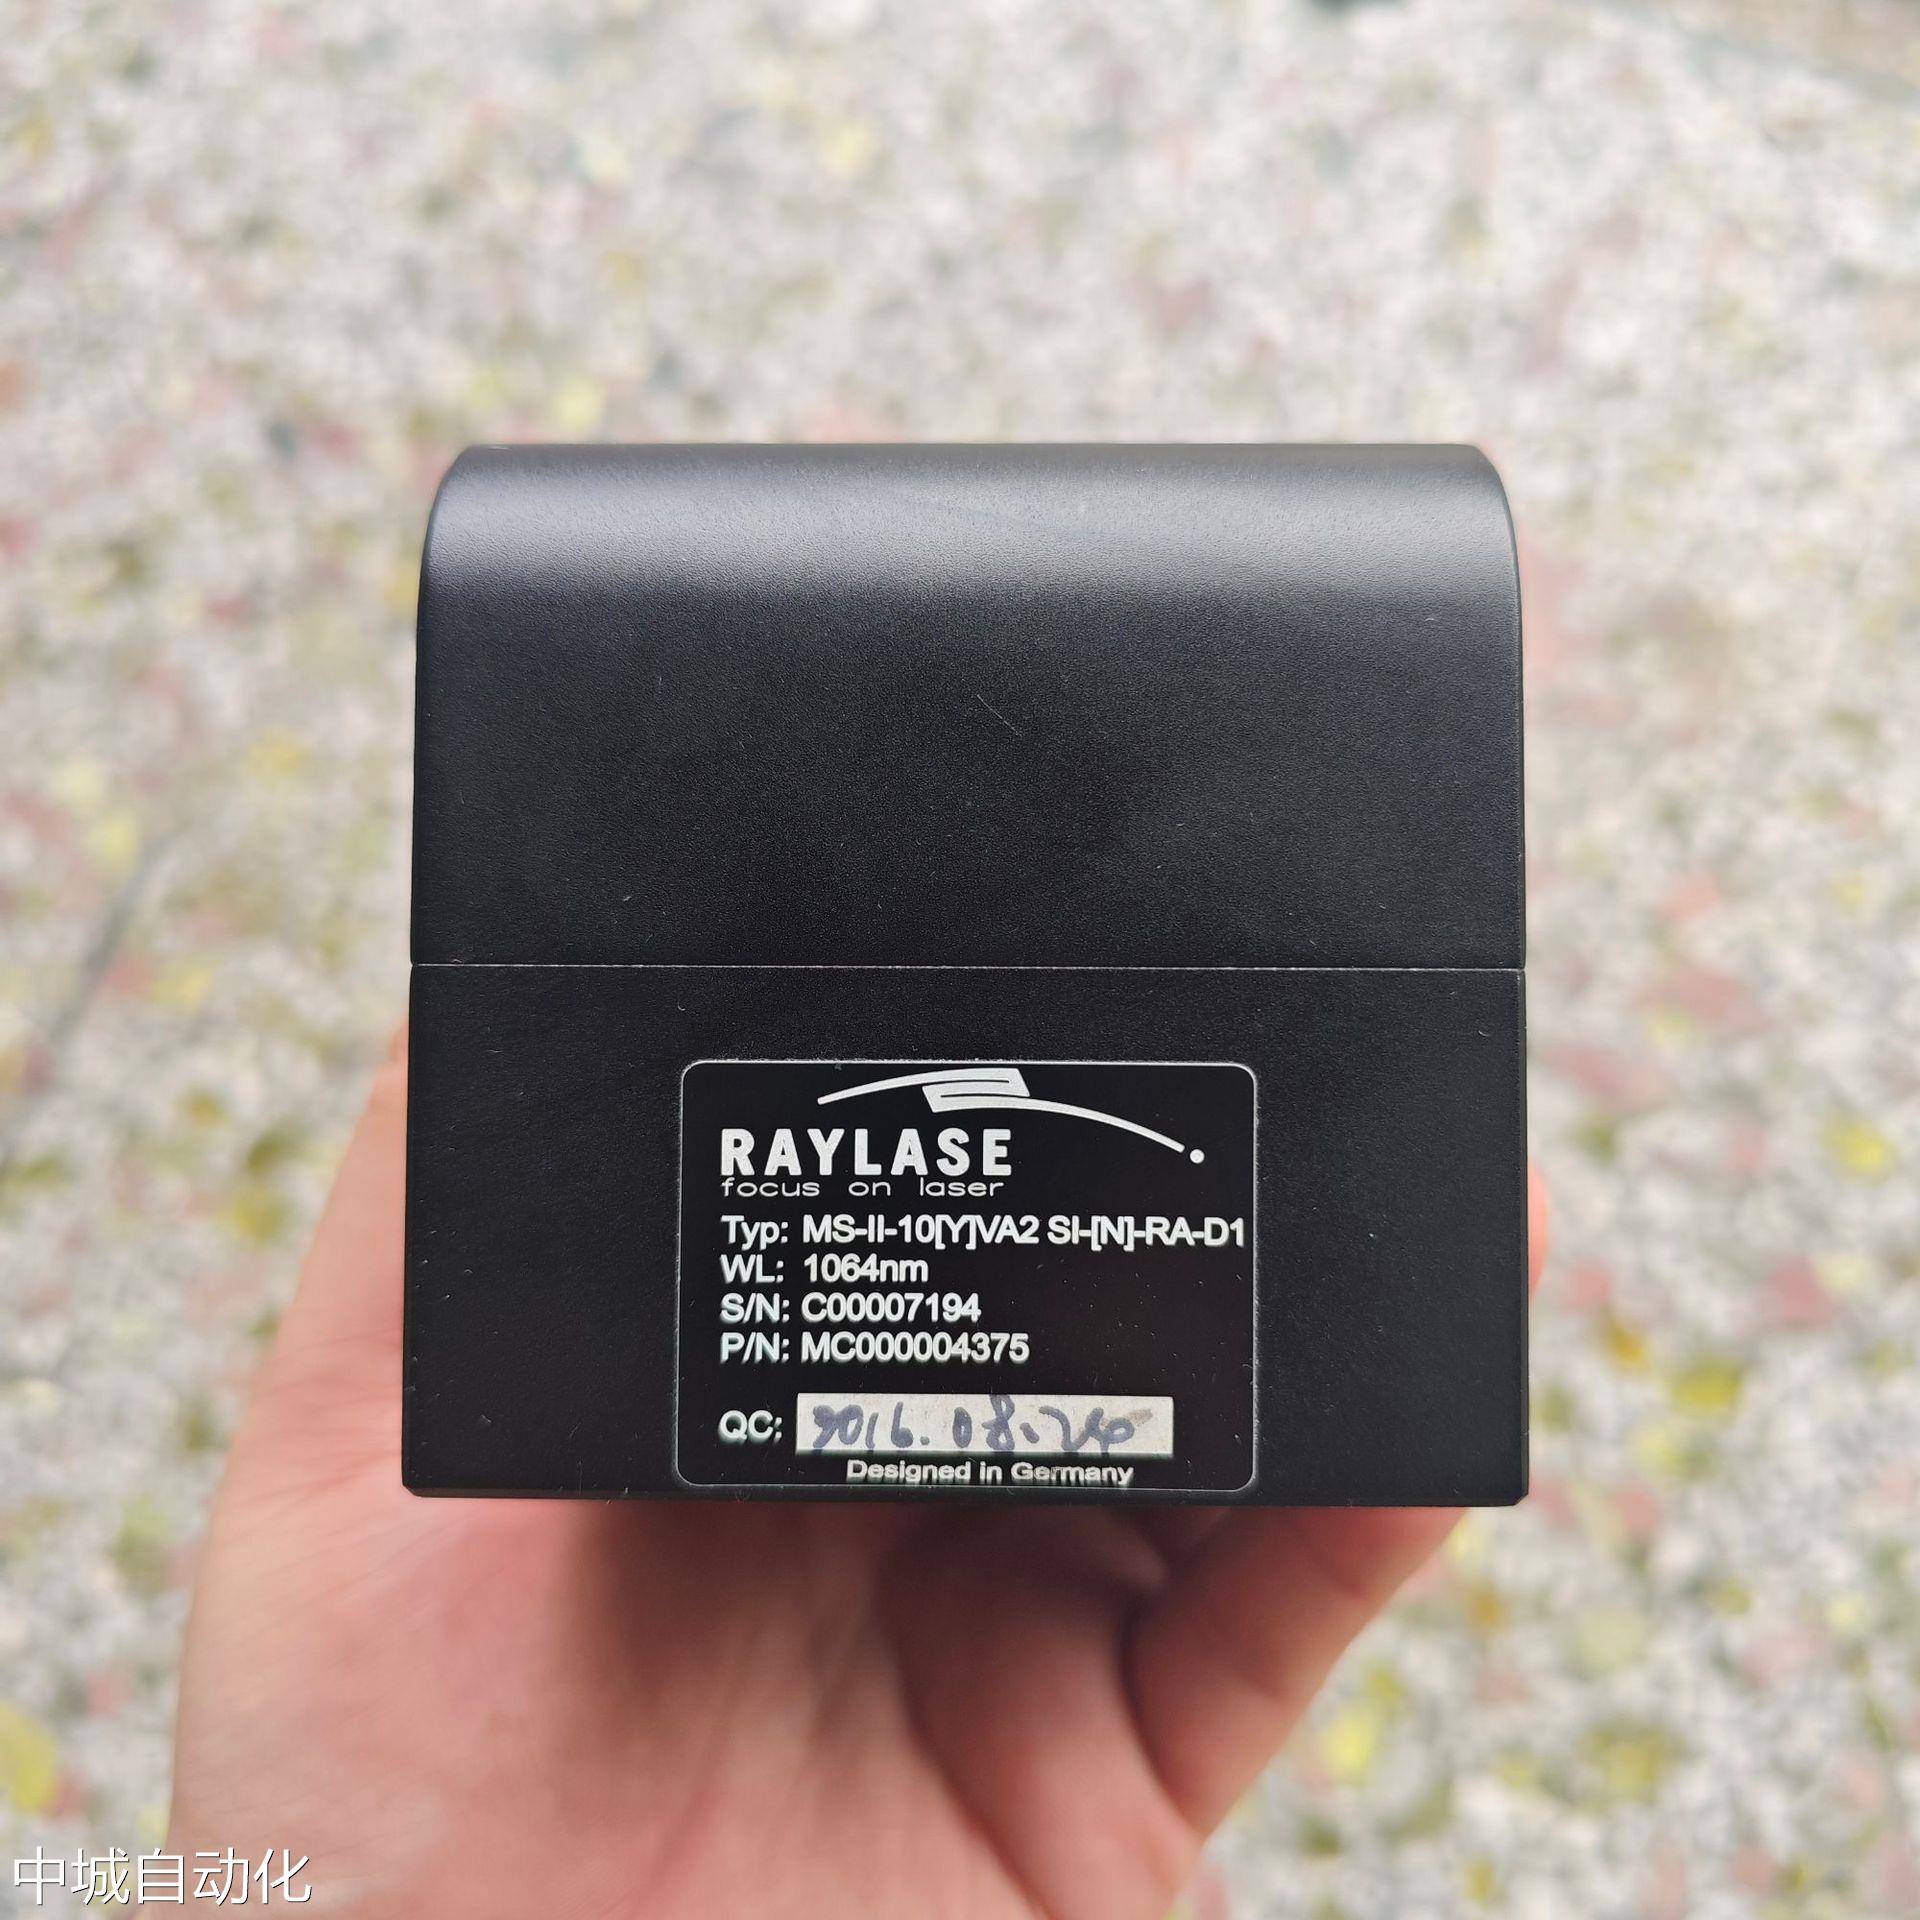 RAYLASE
focus on laser
Typ: MS-II-10[Y]VA2 SI-[N]-RA-D1
WL: 1064nm
S/N: C00007194
P/N: MC000004375
QC: 2016.08.
Designed in Germany
中城自动化